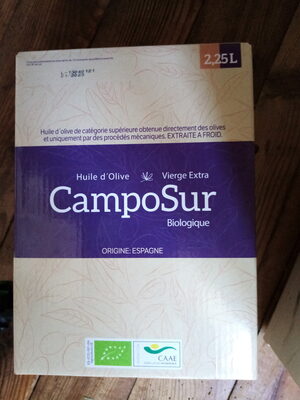 2,25L
Huile d'olive de catégorie supérieure obtenue directement des olives
et uniquement par des procédés mécaniques. EXTRAITE A FROID.
Huile d'Olive Vierge Extra
CampoSur
Biologique
ORIGINE: ESPAGNE
CAAE